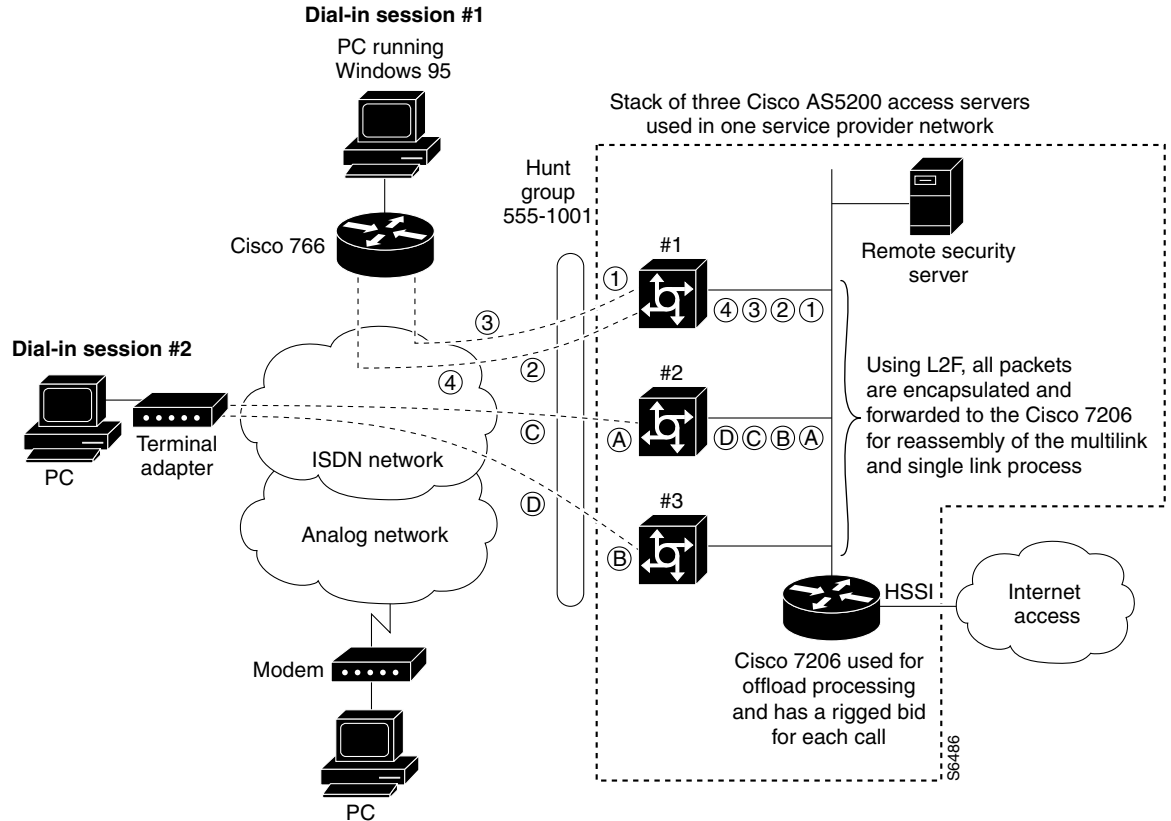 Dial-in session #1
PC running
Windows 95
Stack of three Cisco AS5200 access servers
used in one service provider network
Hunt
group
555-1001
Cisco 766
#1
Remote security
server
1
3
4 3 2 1
Dial-in session #2
2
4
#2
Using L2F, all packets
are encapsulated and
forwarded to the Cisco 7206
for reassembly of the multilink
and single link process
C
A
D C B A
Terminal
adapter
PC
ISDN network
#3
D
Analog network
B
HSSI
Internet
access
Modem
Cisco 7206 used for
offload processing
and has a rigged bid
for each call
S6486
PC